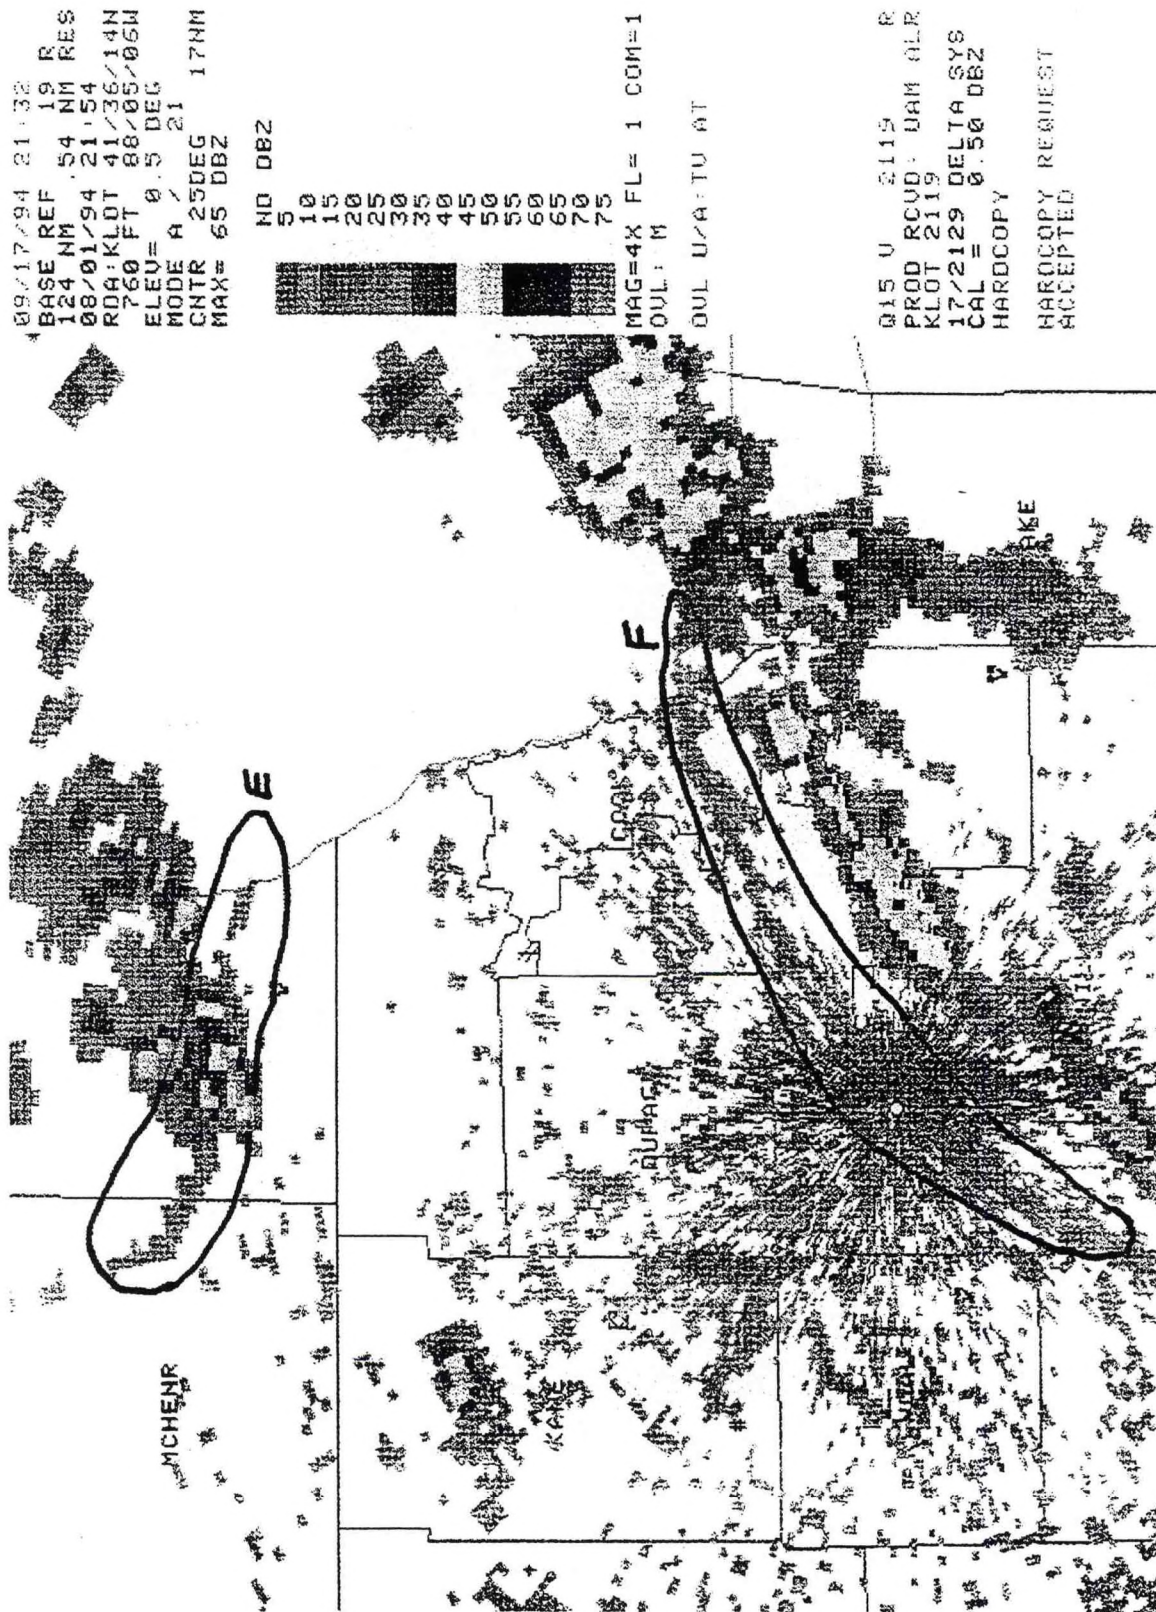 09/17/94 21:32
BASE REF 19 R
124 NM .54 NM RES
08/01/94 21:54
RDA:KLOT 41/36/14N
760 FT 88/05/06W
ELEV= 0.5 DEG
MODE A / 21
CNTR 25DEG 17NM
MAX= 65 DBZ
ND DBZ
5
10
15
20
25
30
35
40
45
50
55
60
65
70
75
MAG=4X FL= 1 COM=1
OVL: M
OVL U/A:TV AT
Q15 V 2119 R
PROD RCVD: UAM ALR
KLOT 2119
17/2129 DELTA SYS
CAL= 0.50 DBZ
HARDCOPY
HARDCOPY REQUEST
ACCEPTED
MCHENR
E
F
COOK
KANE
AKE